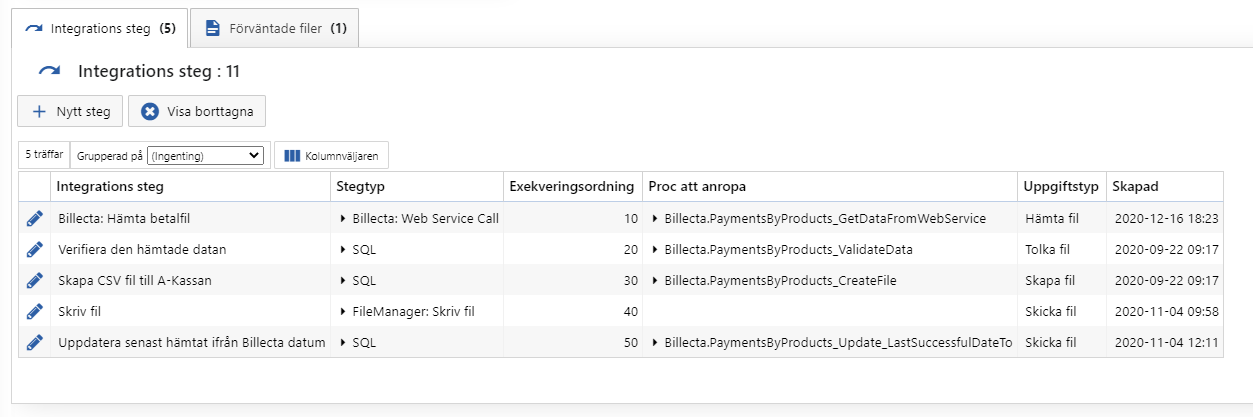 Integrations steg (5) Förväntade filer (1)
Integrations steg : 11
Nytt steg Visa borttagna
5 träffar Grupperad på (Ingenting) Kolumnväljaren
Integrations steg Stegtyp Exekveringsordning Proc att anropa Uppgiftstyp Skapad
Billecta: Hämta betalfil Billecta: Web Service Call 10 Billecta.PaymentsByProducts_GetDataFromWebService Hämta fil 2020-12-16 18:23
Verifiera den hämtade datan SQL 20 Billecta.PaymentsByProducts_ValidateData Tolka fil 2020-09-22 09:17
Skapa CSV fil till A-Kassan SQL 30 Billecta.PaymentsByProducts_CreateFile Skapa fil 2020-09-22 09:17
Skriv fil FileManager: Skriv fil 40 Skicka fil 2020-11-04 09:58
Uppdatera senast hämtat ifrån Billecta datum SQL 50 Billecta.PaymentsByProducts_Update_LastSuccessfulDateTo Skicka fil 2020-11-04 12:11